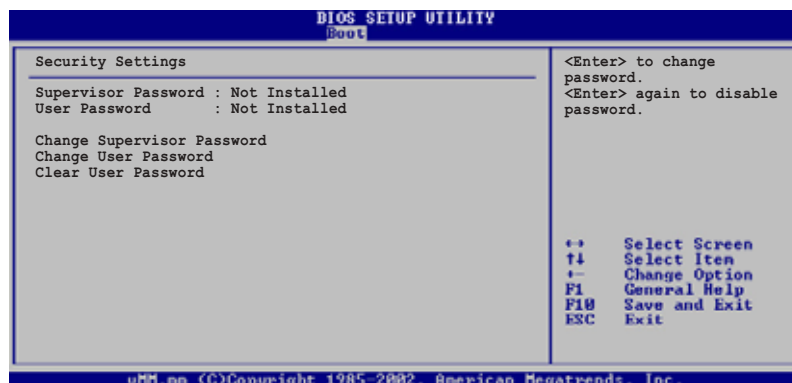 BIOS SETUP UTILITY
Boot
Security Settings
Supervisor Password : Not Installed
User Password : Not Installed
Change Supervisor Password
Change User Password
Clear User Password
<Enter> to change
password.
<Enter> again to disable
password.
↔ Select Screen
↑↓ Select Item
+- Change Option
F1 General Help
F10 Save and Exit
ESC Exit
(C)Copyright 1985-2002, American Megatrends, Inc.